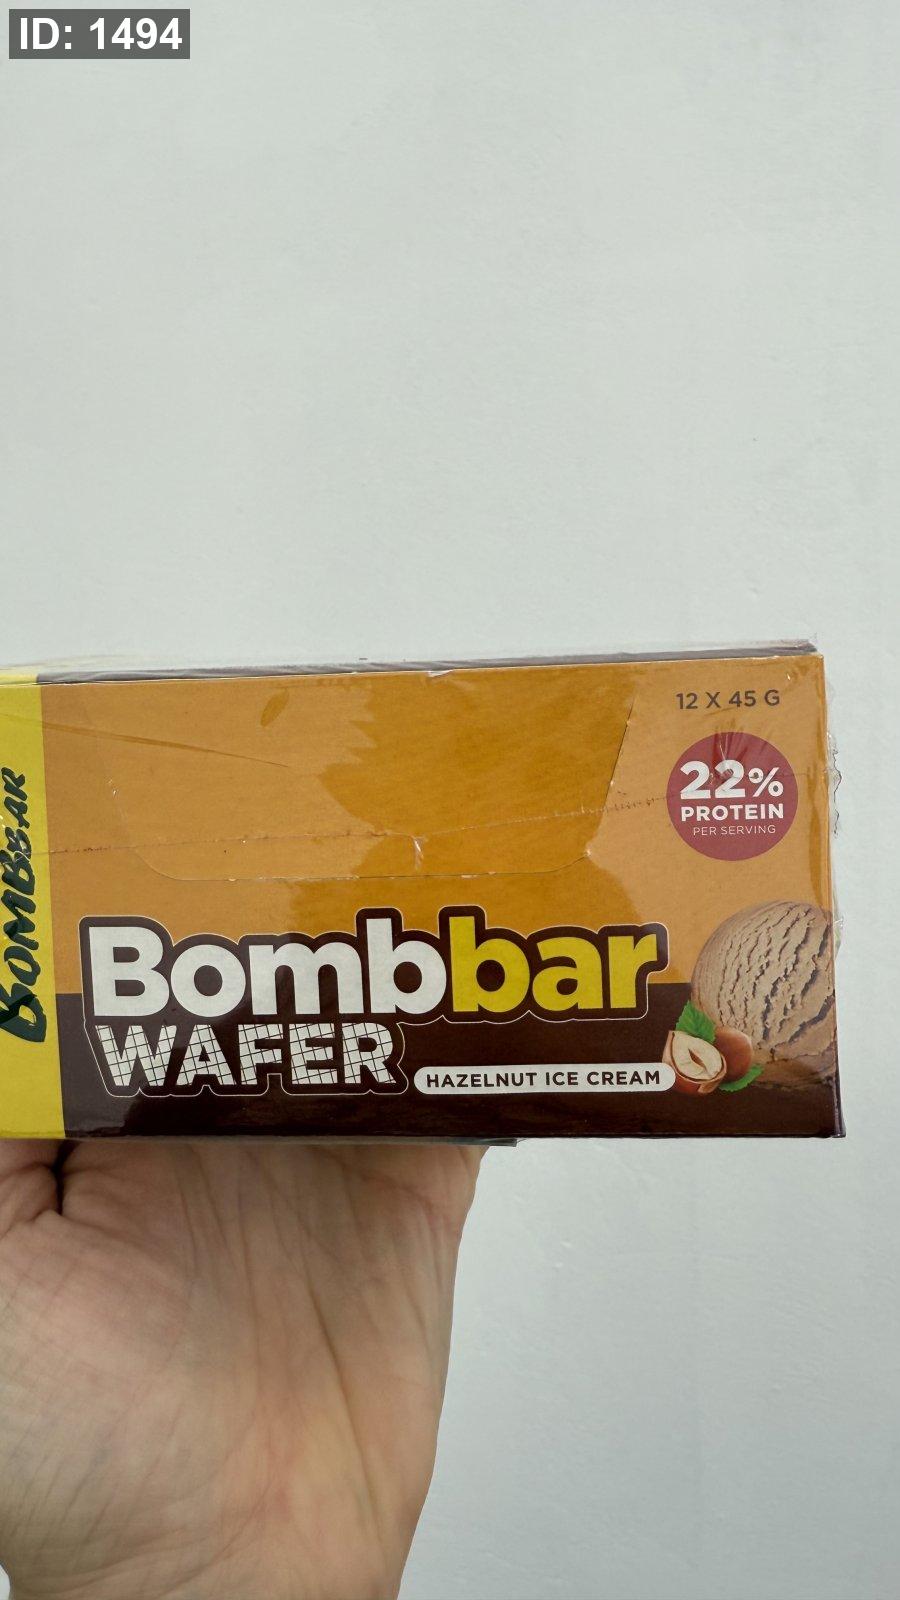 ID: 1494
12 X 45 G
22%
PROTEIN
PER SERVING
BOMBBAR
Bombbar
WAFER
HAZELNUT ICE CREAM